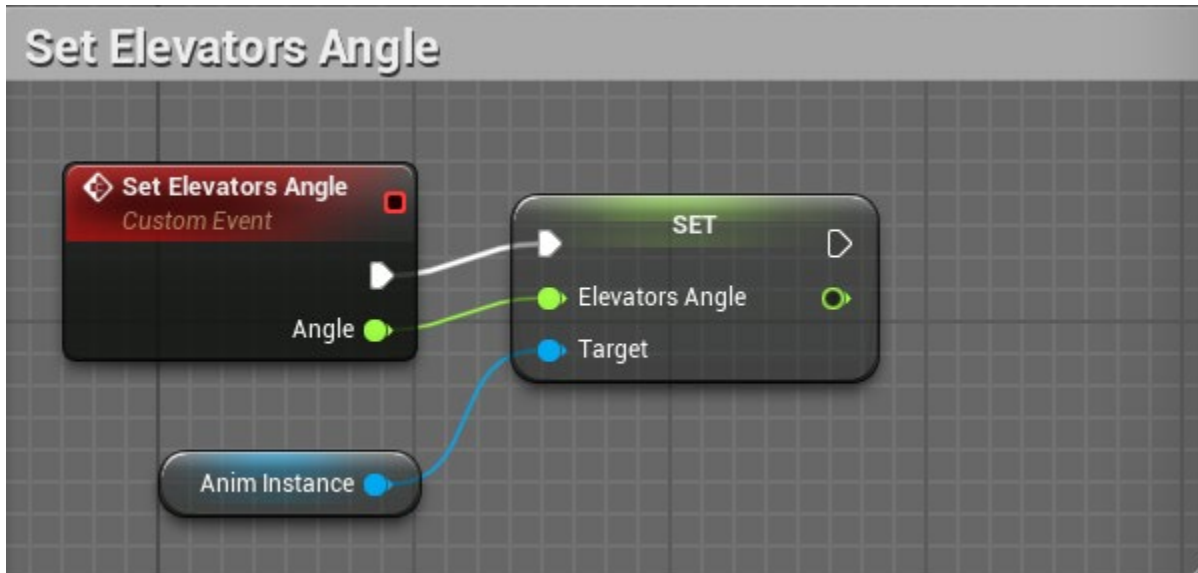 Set Elevators Angle
Set Elevators Angle
Custom Event
SET
Elevators Angle
Angle
Target
Anim Instance